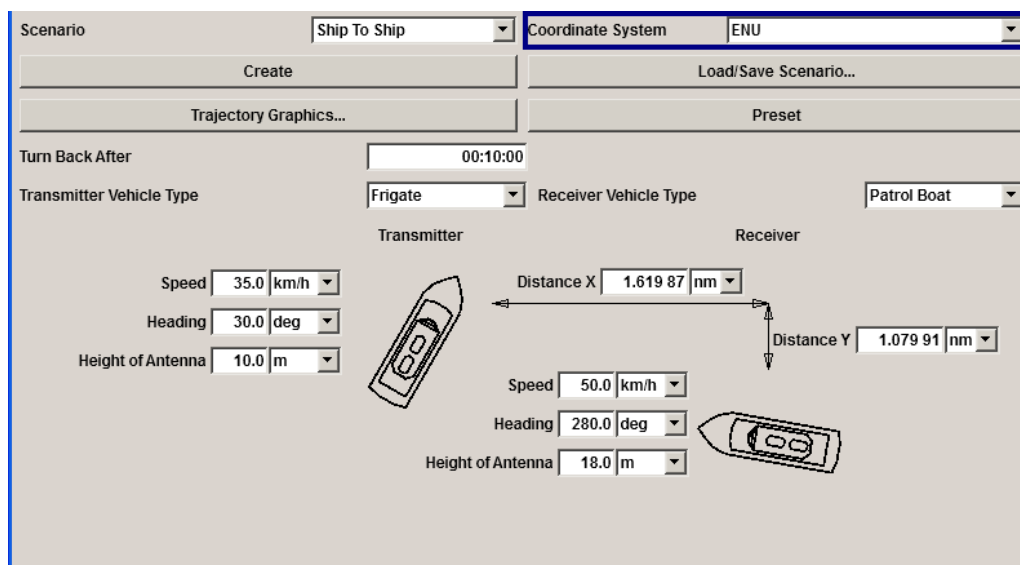 Scenario Ship To Ship Coordinate System ENU
Create Load/Save Scenario...
Trajectory Graphics... Preset
Turn Back After 00:10:00
Transmitter Vehicle Type Frigate Receiver Vehicle Type Patrol Boat
Transmitter Receiver
Speed 35.0 km/h Distance X 1.619 87 nm
Heading 30.0 deg
Distance Y 1.079 91 nm
Height of Antenna 10.0 m
Speed 50.0 km/h
Heading 280.0 deg
Height of Antenna 18.0 m